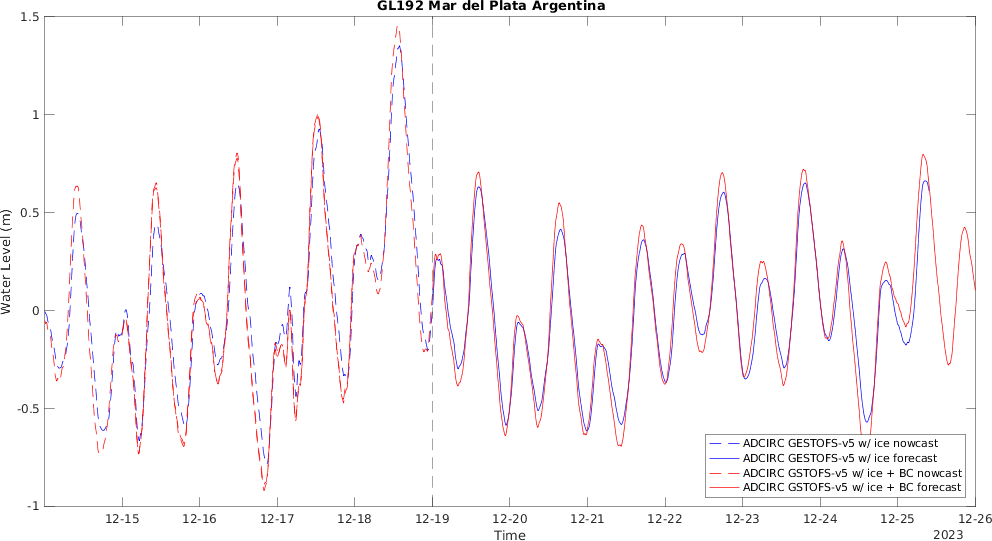 GL192 Mar del Plata Argentina
1.5
1
0.5
0
-0.5
-1
Water Level (m)
12-15 12-16 12-17 12-18 12-19 12-20 12-21 12-22 12-23 12-24 12-25 12-26
Time
2023
ADCIRC GESTOFS-v5 w/ ice nowcast
ADCIRC GESTOFS-v5 w/ ice forecast
ADCIRC GSTOFS-v5 w/ ice + BC nowcast
ADCIRC GSTOFS-v5 w/ ice + BC forecast